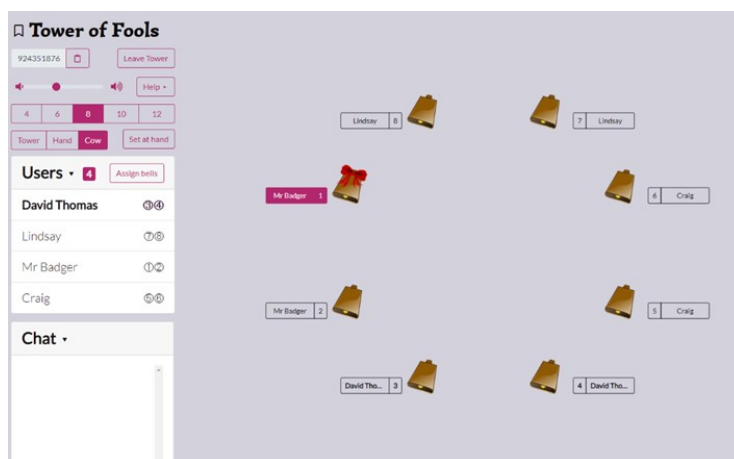 Tower of Fools
924351876
Leave Tower
Help
4 6 8 10 12
Tower Hand Cow
Set at hand
Users 4
Assign bells
David Thomas ③④
Lindsay ⑦⑧
Mr Badger ①②
Craig ⑤⑥
Chat
Lindsay 8
7 Lindsay
Mr Badger 1
6 Craig
Mr Badger 2
5 Craig
David Tho... 3
4 David Tho...